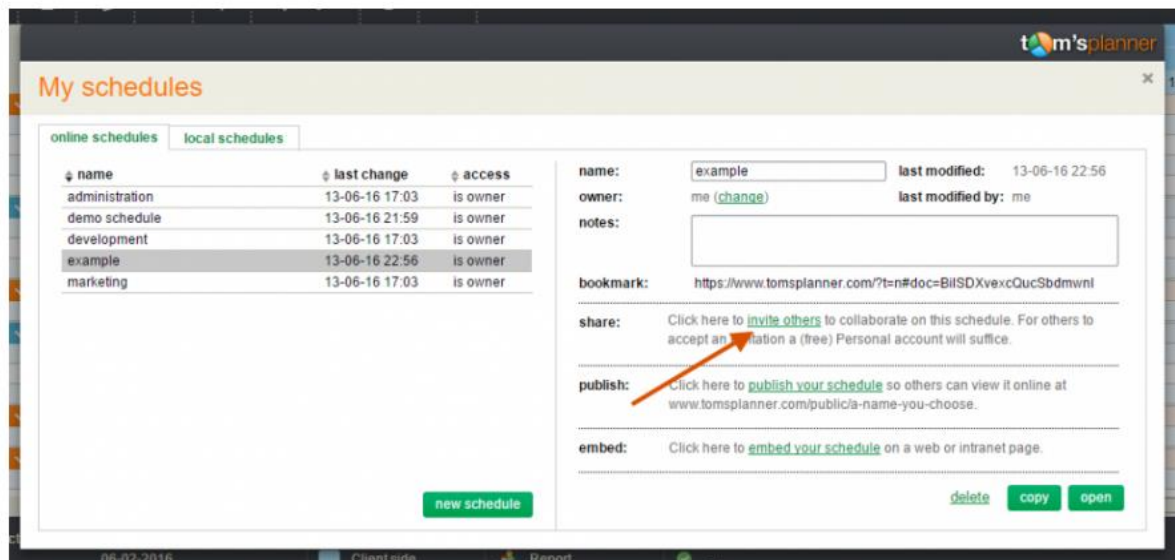 tom'splanner
My schedules
online schedules local schedules
name last change access
administration 13-06-16 17:03 is owner
demo schedule 13-06-16 21:59 is owner
development 13-06-16 17:03 is owner
example 13-06-16 22:56 is owner
marketing 13-06-16 17:03 is owner
new schedule
name: example last modified: 13-06-16 22:56
owner: me (change) last modified by: me
notes:
bookmark: https://www.tomsplanner.com/?t=n#doc=BilSDXvexcQucSbdmwnl
share: Click here to invite others to collaborate on this schedule. For others to
accept an invitation a (free) Personal account will suffice.
publish: Click here to publish your schedule so others can view it online at
www.tomsplanner.com/public/a-name-you-choose.
embed: Click here to embed your schedule on a web or intranet page.
delete copy open
06-02-2016 Client side Report